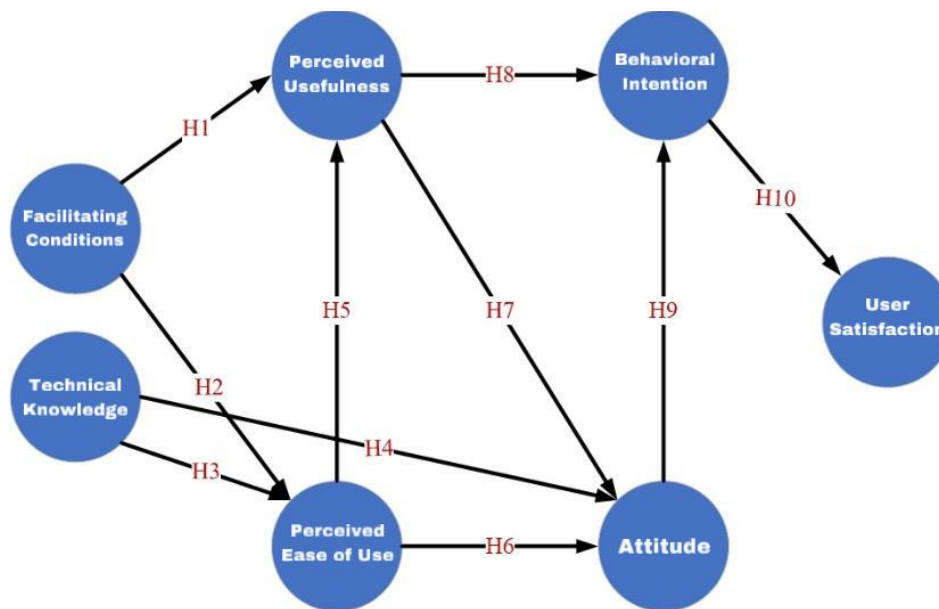 Perceived
Usefulness
H8
Behavioral
Intention
H1
H10
Facilitating
Conditions
H5
H7
H9
User
Satisfaction
H2
Technical
Knowledge
H4
H3
Perceived
Ease of Use
H6
Attitude